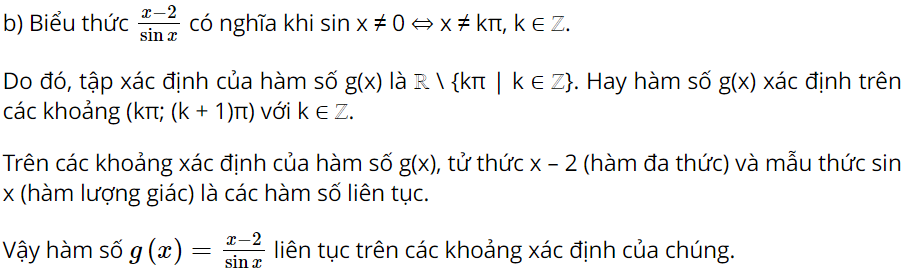 b) Biểu thức $\frac{x-2}{\sin x}$ có nghĩa khi sin x ≠ 0 ⇔ x ≠ kπ, k ∈ ℤ.
Do đó, tập xác định của hàm số g(x) là ℝ \ {kπ | k ∈ ℤ}. Hay hàm số g(x) xác định trên
các khoảng (kπ; (k + 1)π) với k ∈ ℤ.
Trên các khoảng xác định của hàm số g(x), tử thức x – 2 (hàm đa thức) và mẫu thức sin
x (hàm lượng giác) là các hàm số liên tục.
Vậy hàm số $g(x) = \frac{x-2}{\sin x}$ liên tục trên các khoảng xác định của chúng.